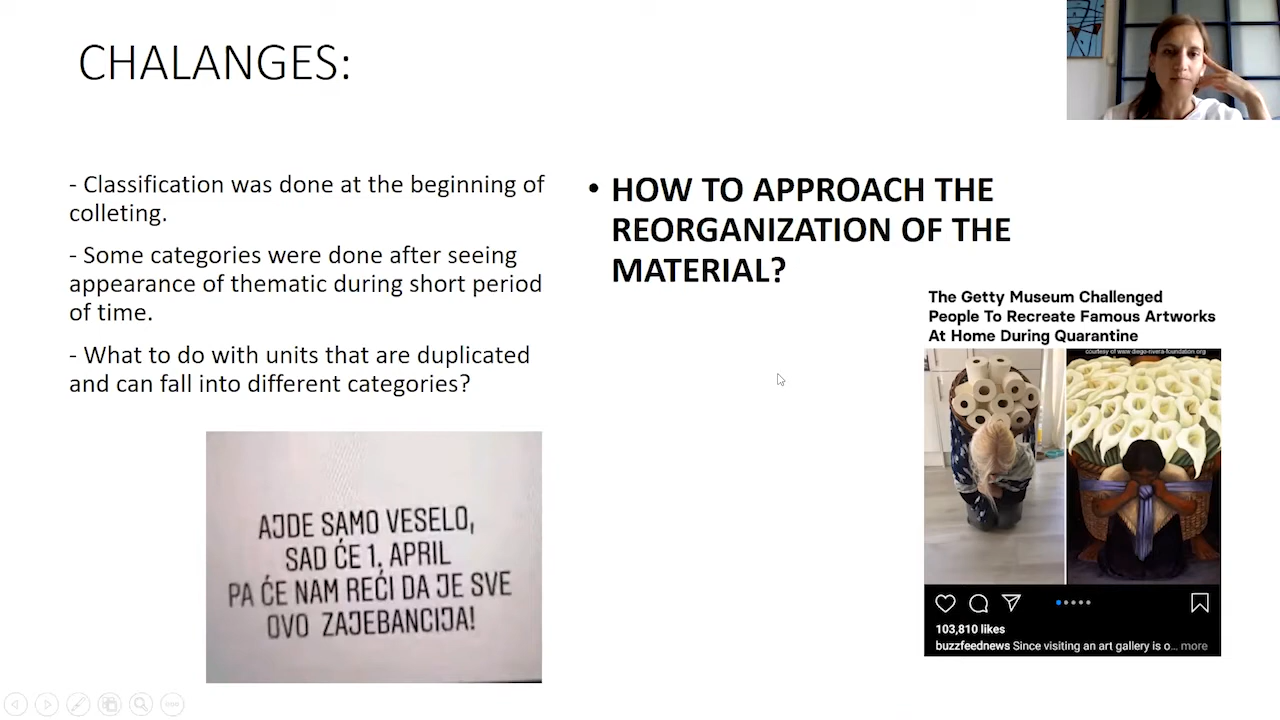 CHALANGES:
- Classification was done at the beginning of
colleting.
- Some categories were done after seeing
appearance of thematic during short period
of time.
- What to do with units that are duplicated
and can fall into different categories?
AJDE SAMO VESELO,
SAD ĆE 1. APRIL
PA ĆE NAM REĆI DA JE SVE
OVO ZAJEBANCIJA!
• HOW TO APPROACH THE
REORGANIZATION OF THE
MATERIAL?
The Getty Museum Challenged
People To Recreate Famous Artworks
At Home During Quarantine
courtesy of www.diego-rivera-foundation.org
103,810 likes
buzzfeednews Since visiting an art gallery is o... more